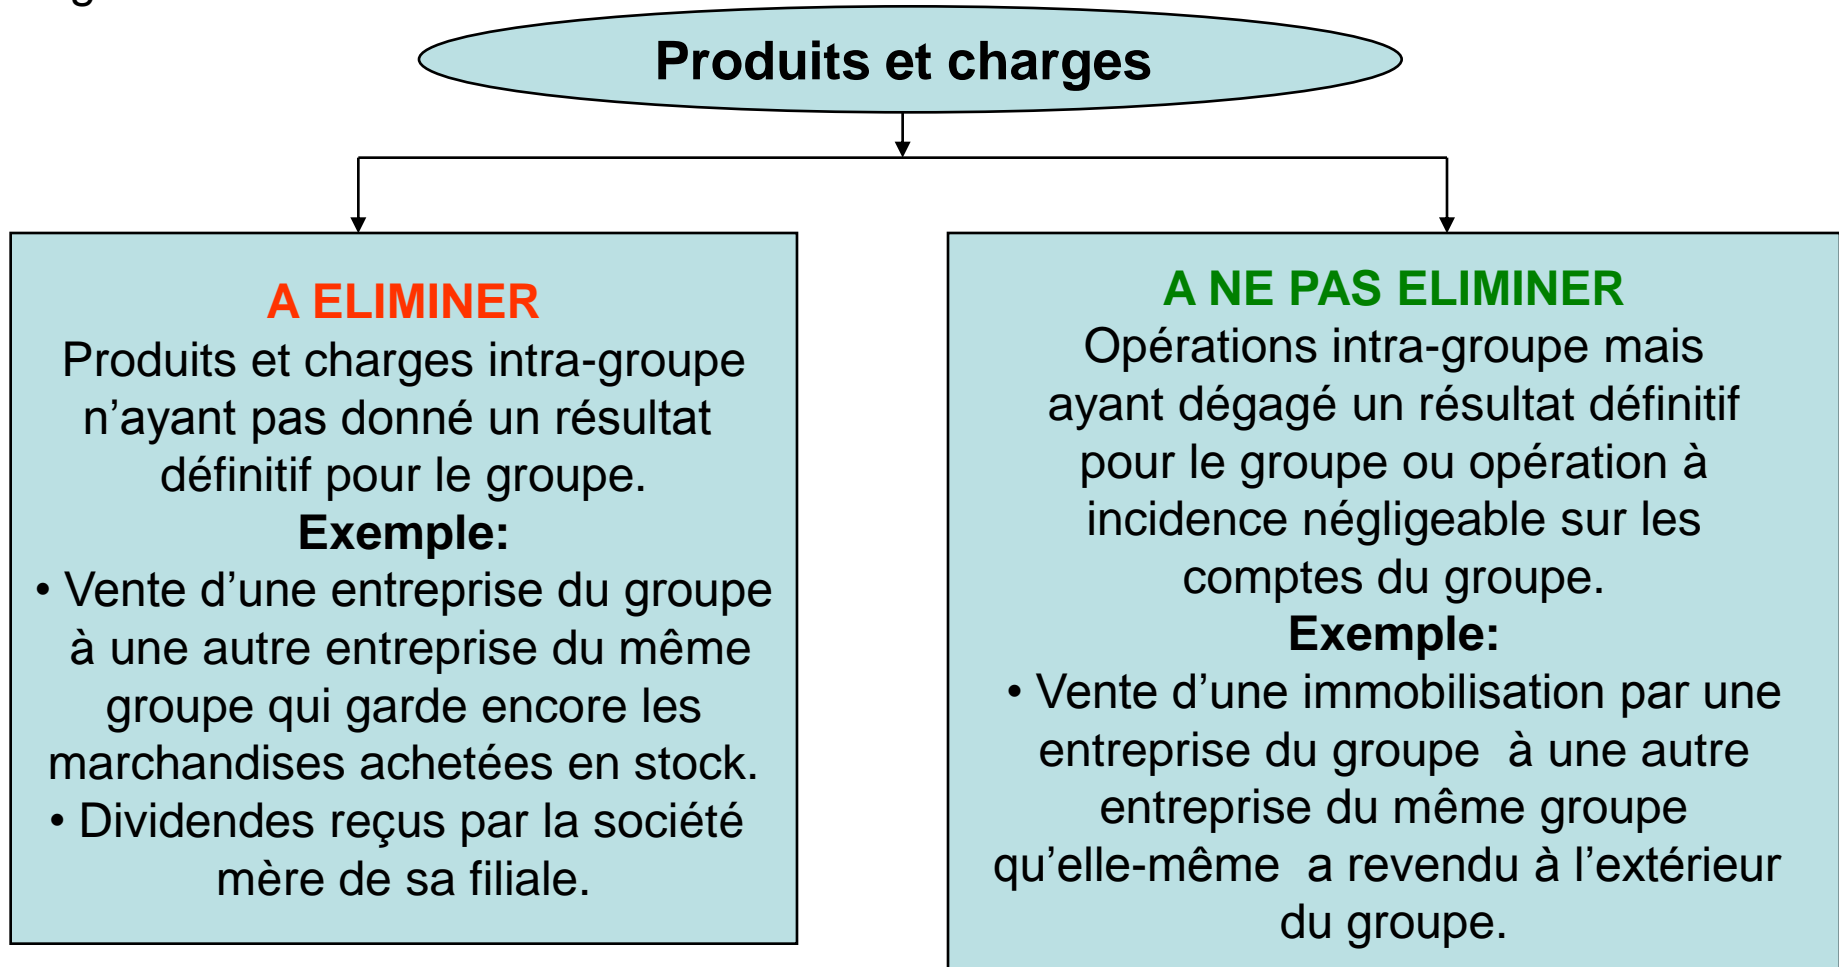 Produits et charges
A ELIMINER
Produits et charges intra-groupe
n’ayant pas donné un résultat
définitif pour le groupe.
Exemple:
• Vente d’une entreprise du groupe
à une autre entreprise du même
groupe qui garde encore les
marchandises achetées en stock.
• Dividendes reçus par la société
mère de sa filiale.
A NE PAS ELIMINER
Opérations intra-groupe mais
ayant dégagé un résultat définitif
pour le groupe ou opération à
incidence négligeable sur les
comptes du groupe.
Exemple:
• Vente d’une immobilisation par une
entreprise du groupe à une autre
entreprise du même groupe
qu’elle-même a revendu à l’extérieur
du groupe.